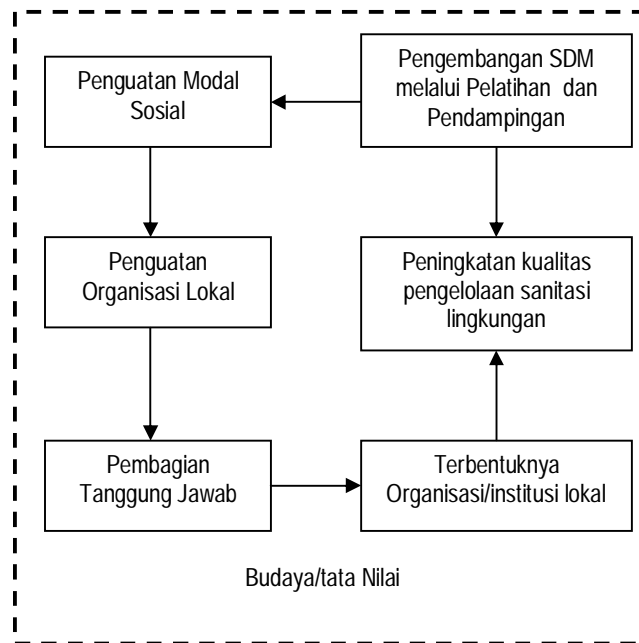 Penguatan Modal
Sosial
Pengembangan SDM
melalui Pelatihan dan
Pendampingan
Penguatan
Organisasi Lokal
Peningkatan kualitas
pengelolaan sanitasi
lingkungan
Pembagian
Tanggung Jawab
Terbentuknya
Organisasi/institusi lokal
Budaya/tata Nilai